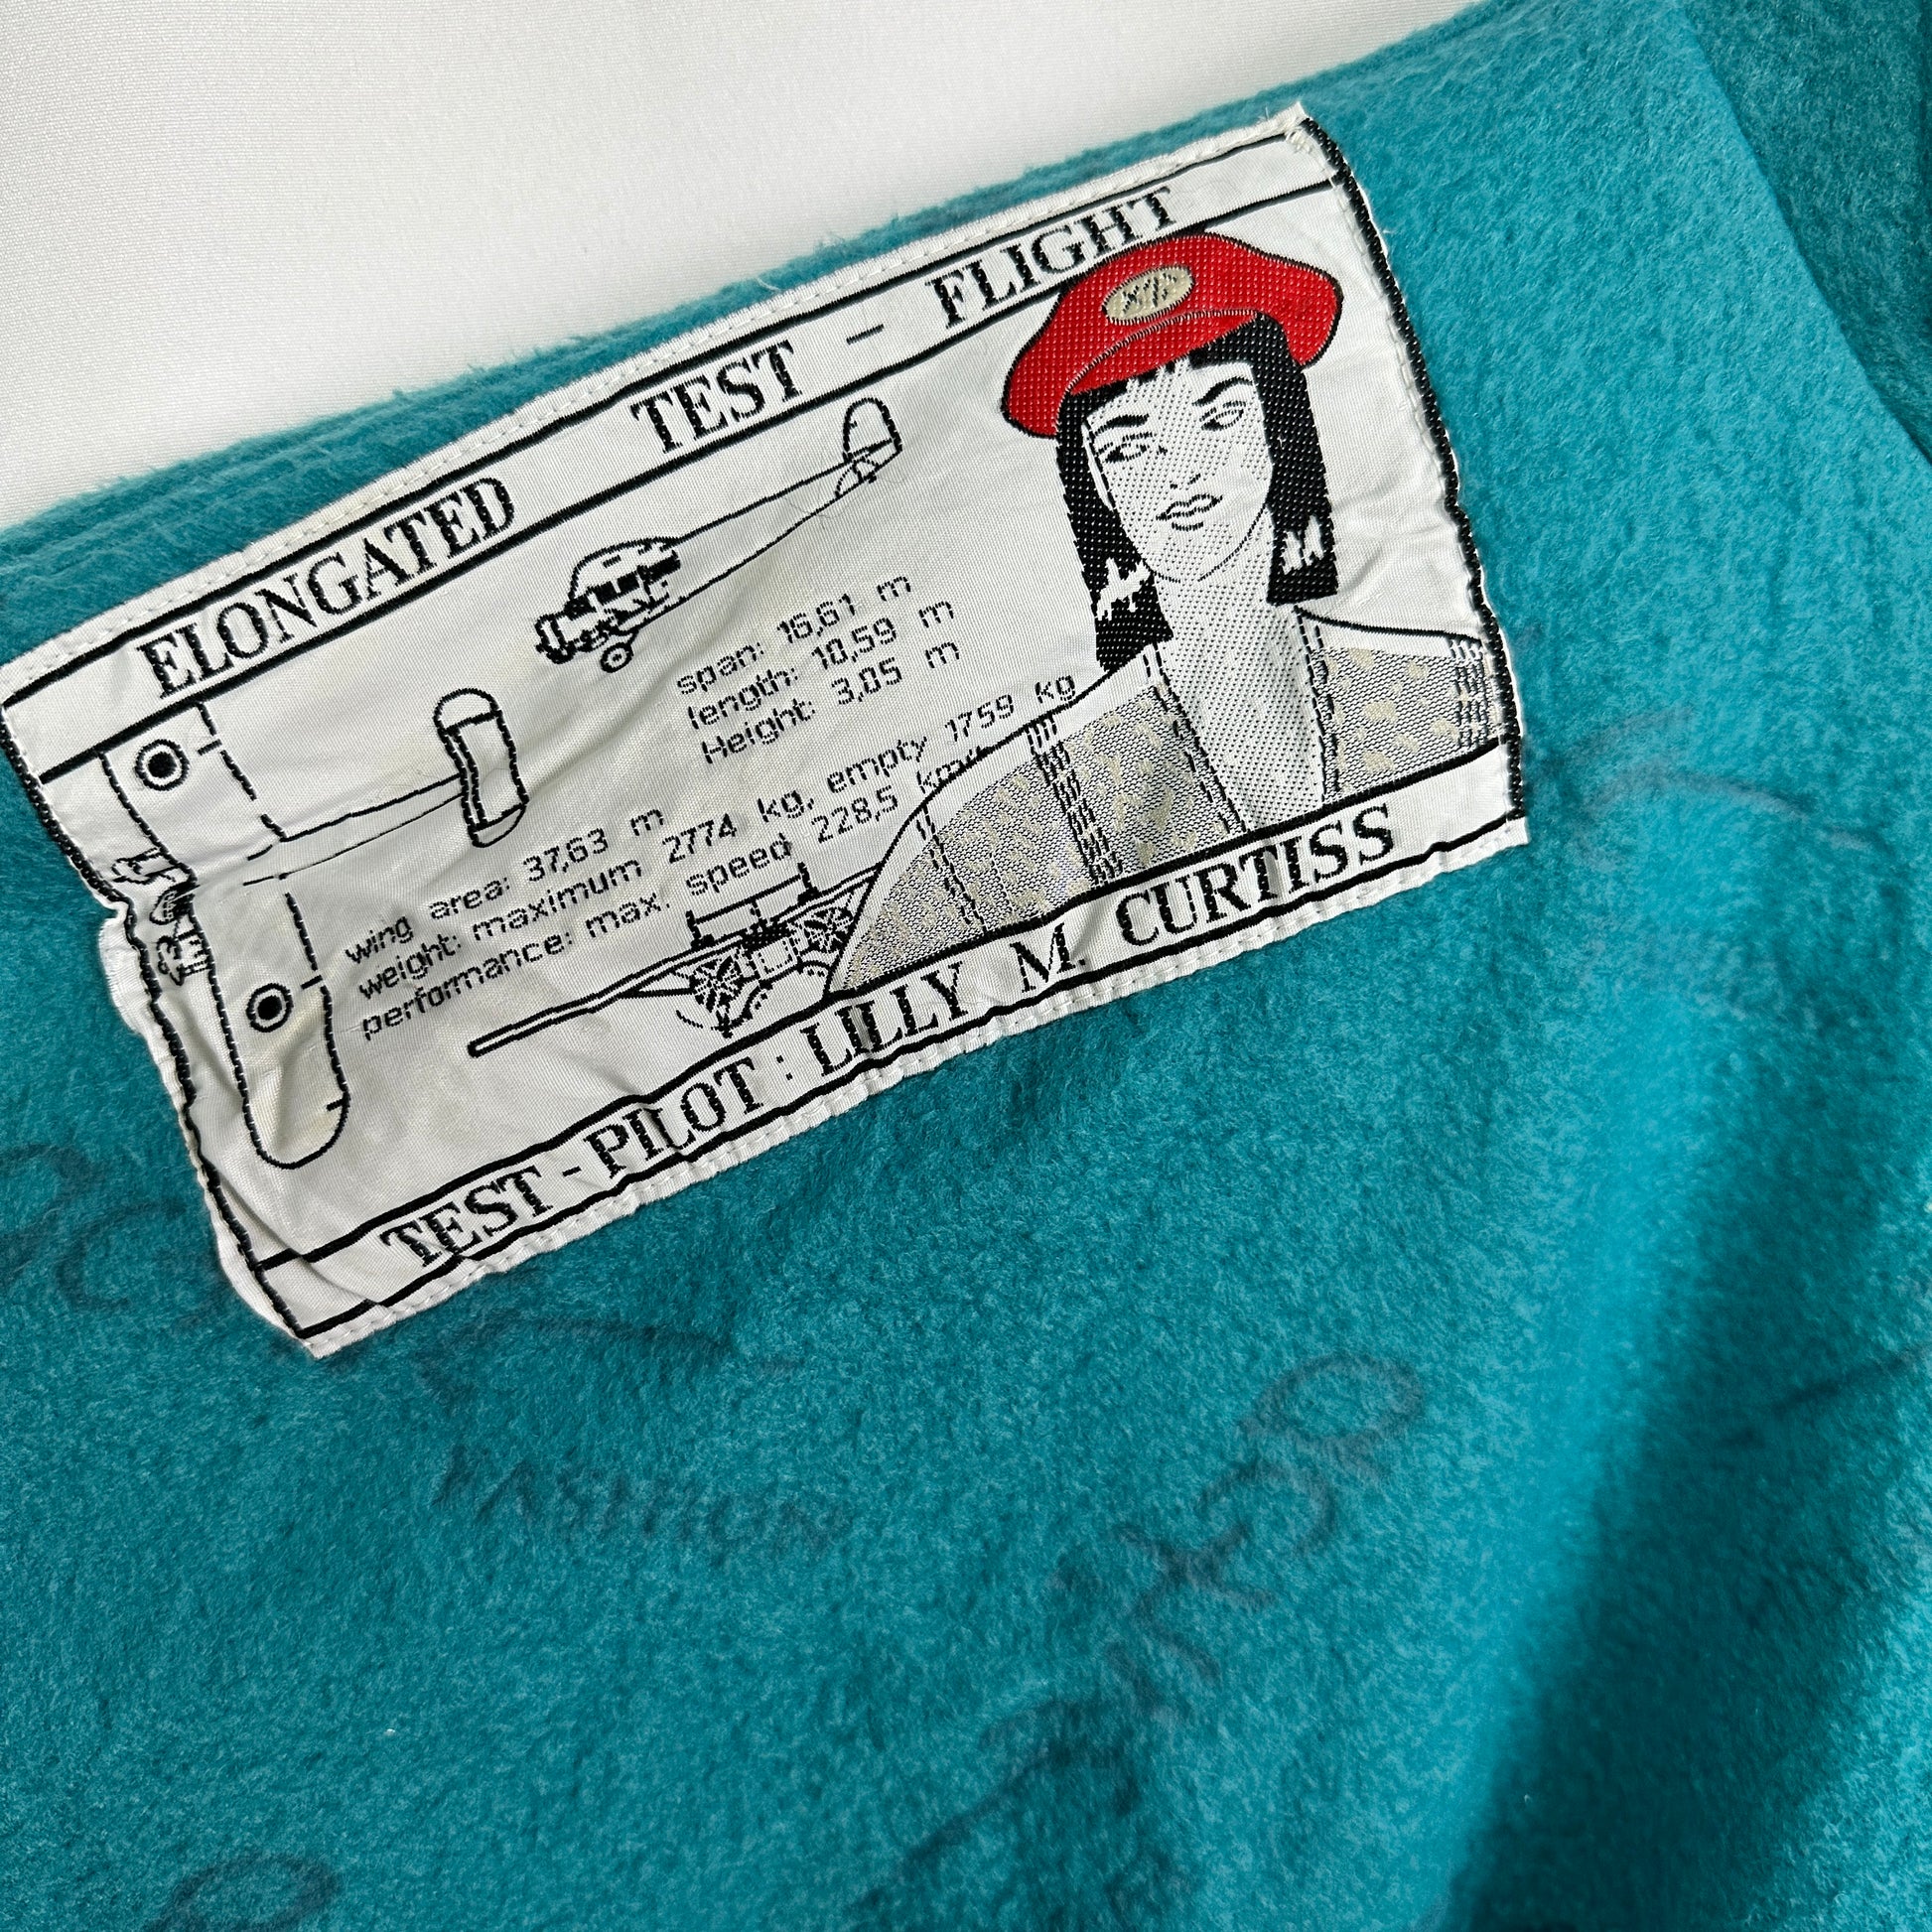 ELONGATED TEST - FLIGHT
span: 16,61 m
length: 10,59 m
Height: 3,05 m
wing area: 37,63 m
weight: maximum 2774 kg, empty 1759 kg
performance: max. speed 228,5 km/
TEST - PILOT : LILLY M. CURTISS